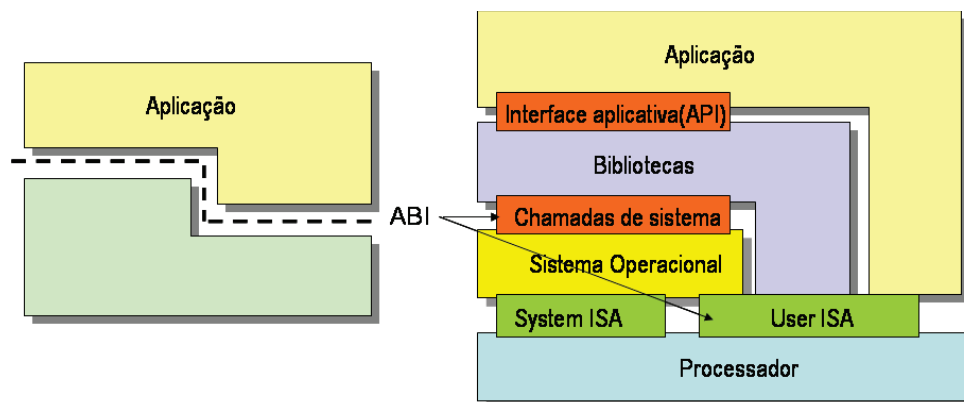 Aplicação
ABI
Aplicação
Interface aplicativa(API)
Bibliotecas
Chamadas de sistema
Sistema Operacional
System ISA
User ISA
Processador